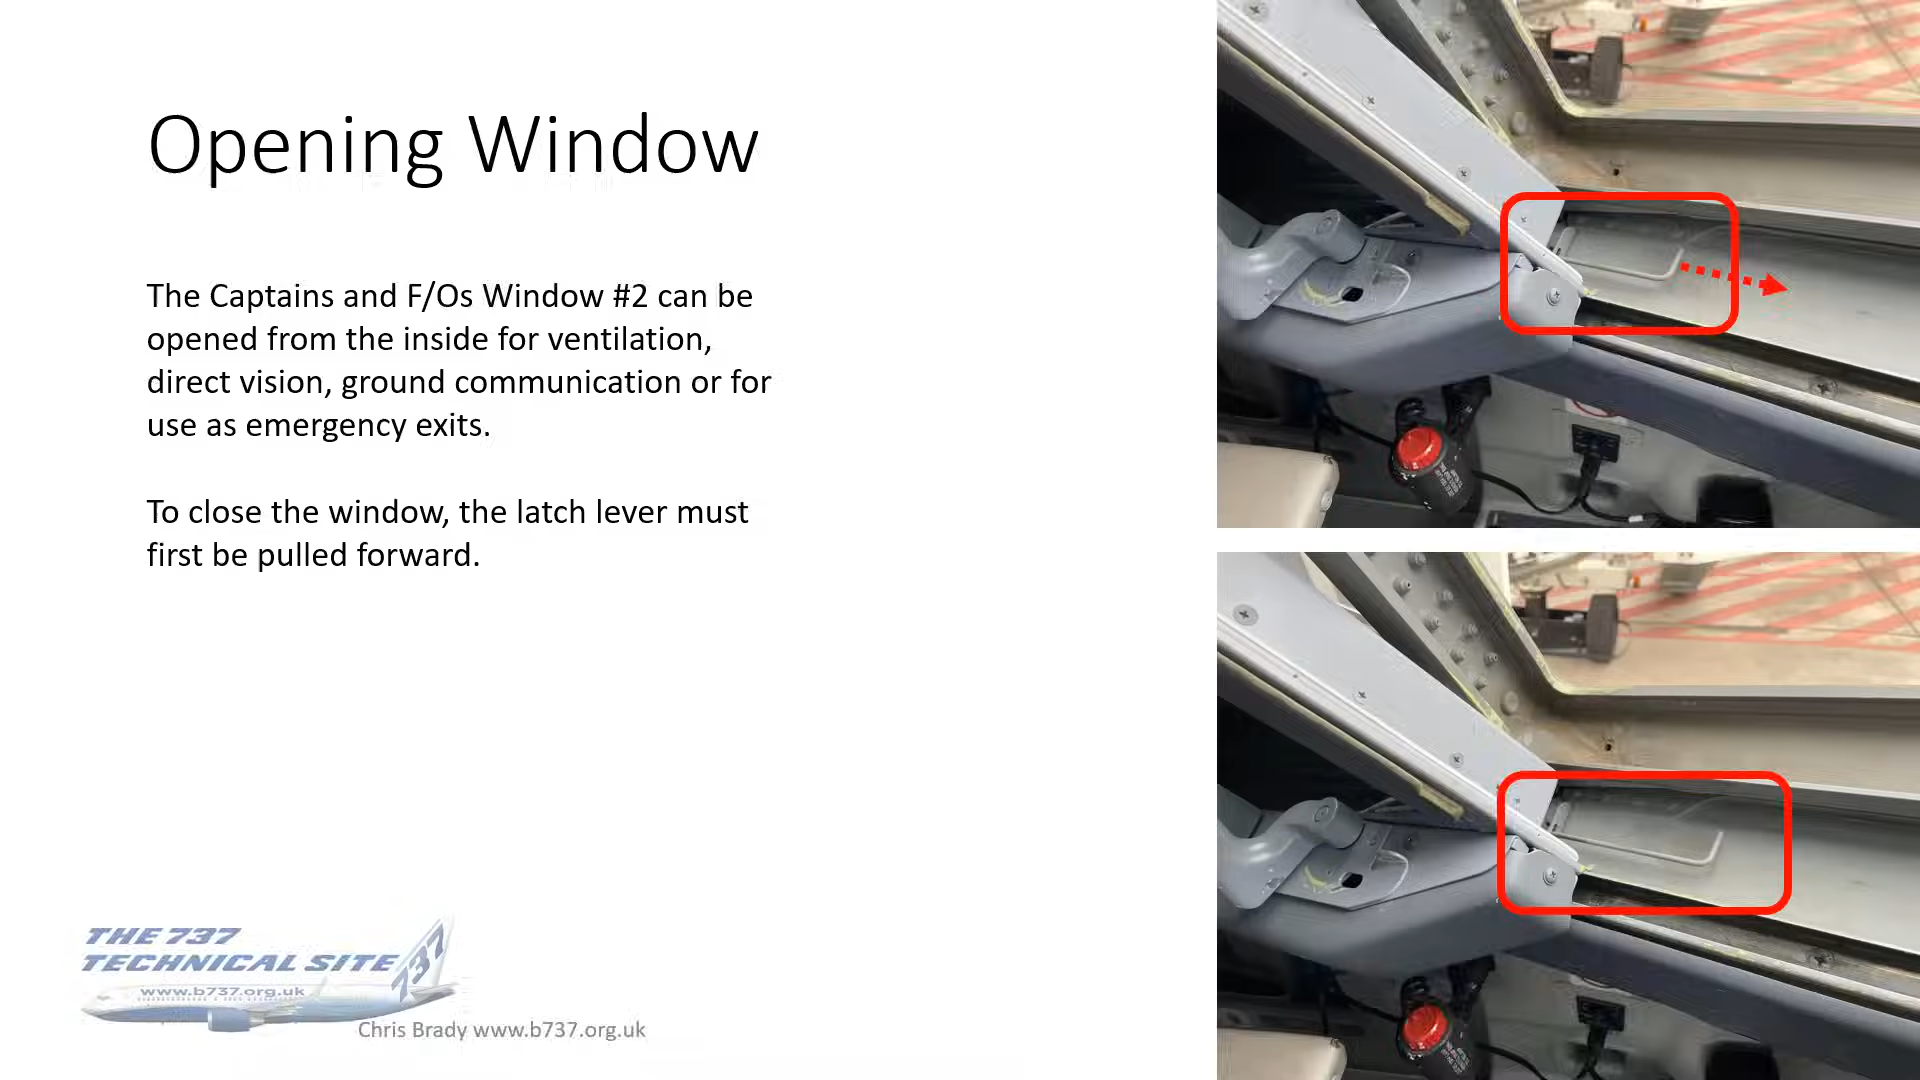 Opening Window
The Captains and F/Os Window #2 can be
opened from the inside for ventilation,
direct vision, ground communication or for
use as emergency exits.
To close the window, the latch lever must
first be pulled forward.
THE 737
TECHNICAL SITE
737
www.b737.org.uk
Chris Brady www.b737.org.uk